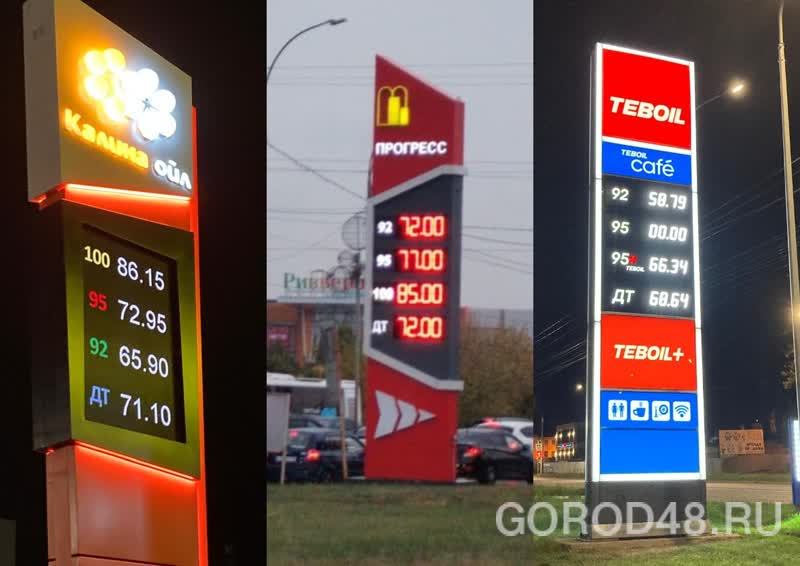 Калина ойл
100 86.15
95 72.95
92 65.90
ДТ 71.10
ПРОГРЕСС
92 72.00
95 77.00
100 85.00
ДТ 72.00
TEBOIL
TEBOIL
café
92 58.79
95 00.00
95 TEBOIL 66.34
ДТ 68.64
TEBOIL+
GOROD48.RU